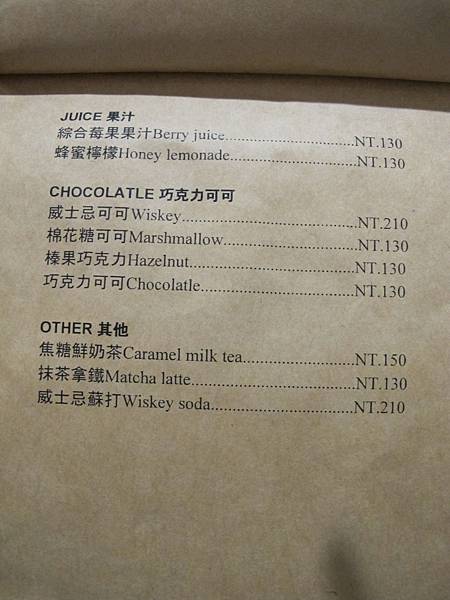 JUICE 果汁
綜合莓果果汁Berry juice..............................NT.130
蜂蜜檸檬Honey lemonade.............................NT.130
CHOCOLATLE 巧克力可可
威士忌可可Wiskey.........................................NT.210
棉花糖可可Marshmallow...............................NT.130
榛果巧克力Hazelnut.......................................NT.130
巧克力可可Chocolatle....................................NT.130
OTHER 其他
焦糖鮮奶茶Caramel milk tea..........................NT.150
抹茶拿鐵Matcha latte......................................NT.130
威士忌蘇打Wiskey soda.................................NT.210